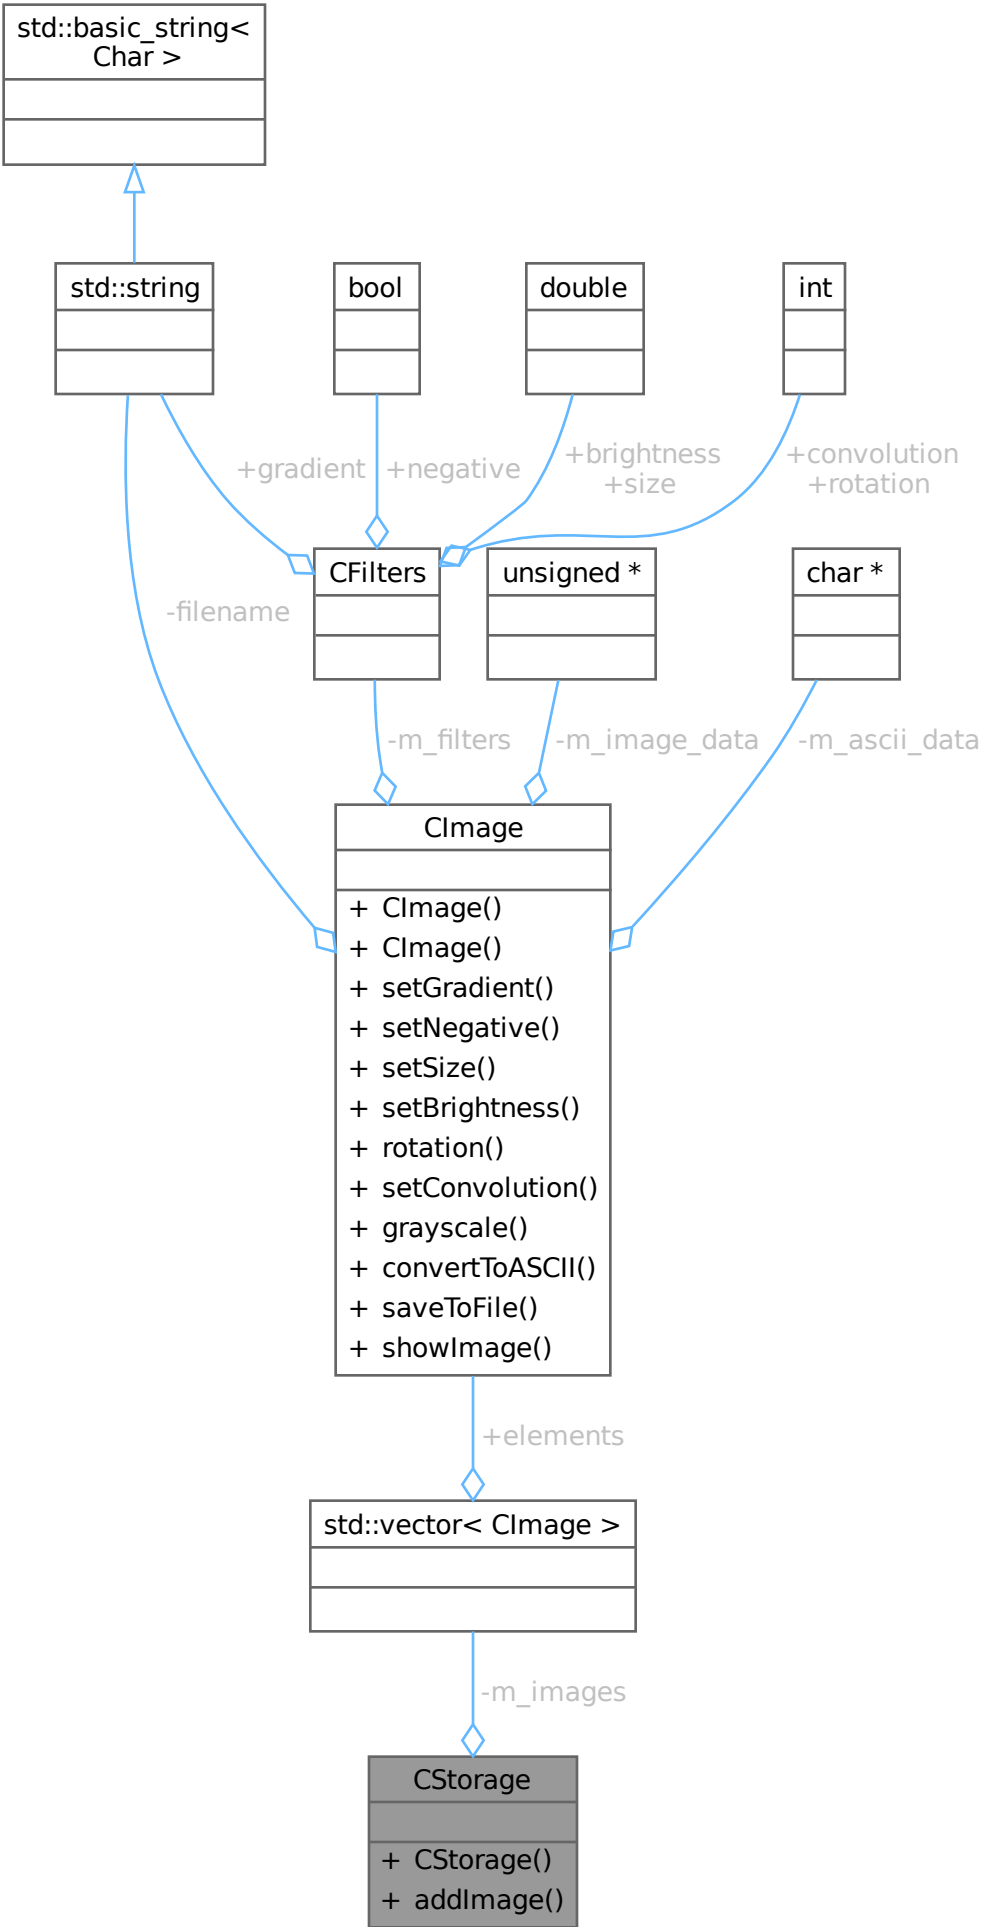 std::basic_string<
Char >
std::string
bool
double
int
+gradient
+negative
+brightness
+size
+convolution
+rotation
CFilters
unsigned *
char *
-filename
-m_filters
-m_image_data
-m_ascii_data
CImage
+ CImage()
+ CImage()
+ setGradient()
+ setNegative()
+ setSize()
+ setBrightness()
+ rotation()
+ setConvolution()
+ grayscale()
+ convertToASCII()
+ saveToFile()
+ showImage()
+elements
std::vector< CImage >
-m_images
CStorage
+ CStorage()
+ addImage()